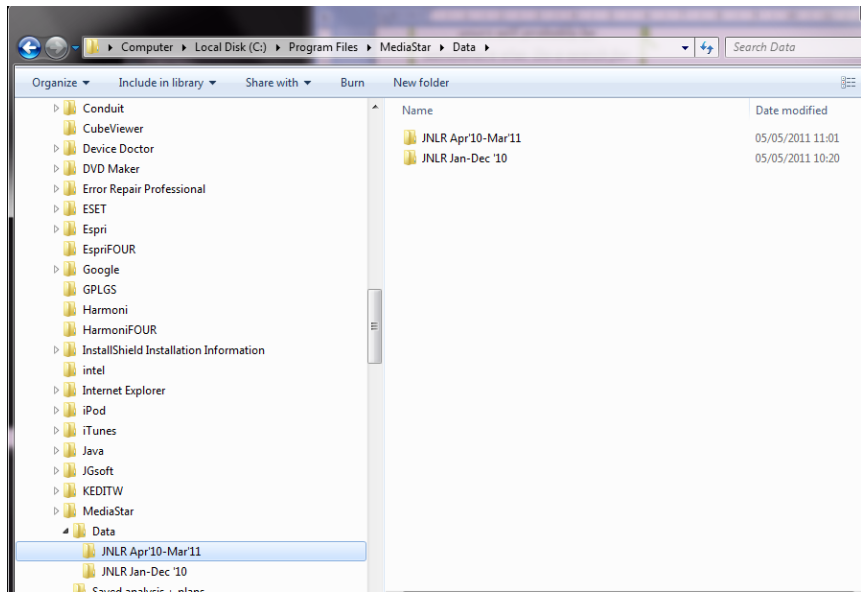 Computer ▸ Local Disk (C:) ▸ Program Files ▸ MediaStar ▸ Data ▸
Search Data
Organize Include in library Share with Burn New folder
Conduit
CubeViewer
Device Doctor
DVD Maker
Error Repair Professional
ESET
Espri
EspriFOUR
Google
GPLGS
Harmoni
HarmoniFOUR
InstallShield Installation Information
intel
Internet Explorer
iPod
iTunes
Java
JGsoft
KEDITW
MediaStar
Data
JNLR Apr'10-Mar'11
JNLR Jan-Dec '10
Saved analysis + plans
Name Date modified
JNLR Apr'10-Mar'11 05/05/2011 11:01
JNLR Jan-Dec '10 05/05/2011 10:20